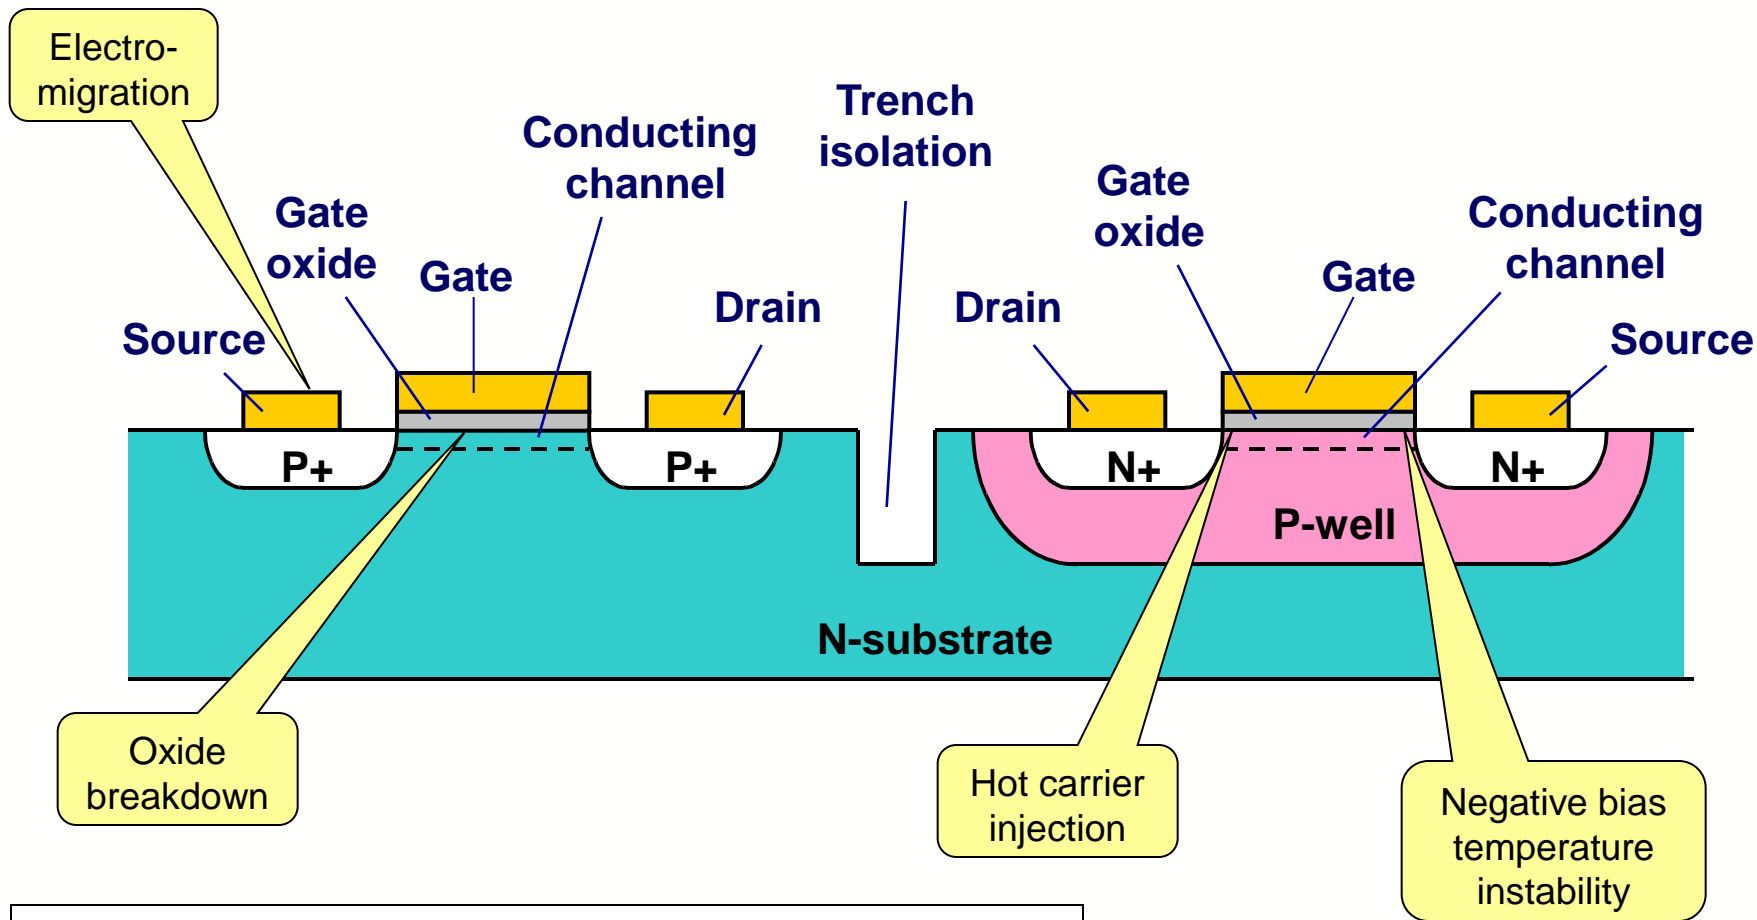 Electro-
migration
Trench
isolation
Conducting
channel
Gate
oxide
Gate
oxide
Conducting
channel
Gate
Gate
Drain
Drain
Source
Source
P+
P+
N+
N+
P-well
N-substrate
Oxide
breakdown
Hot carrier
injection
Negative bias
temperature
instability